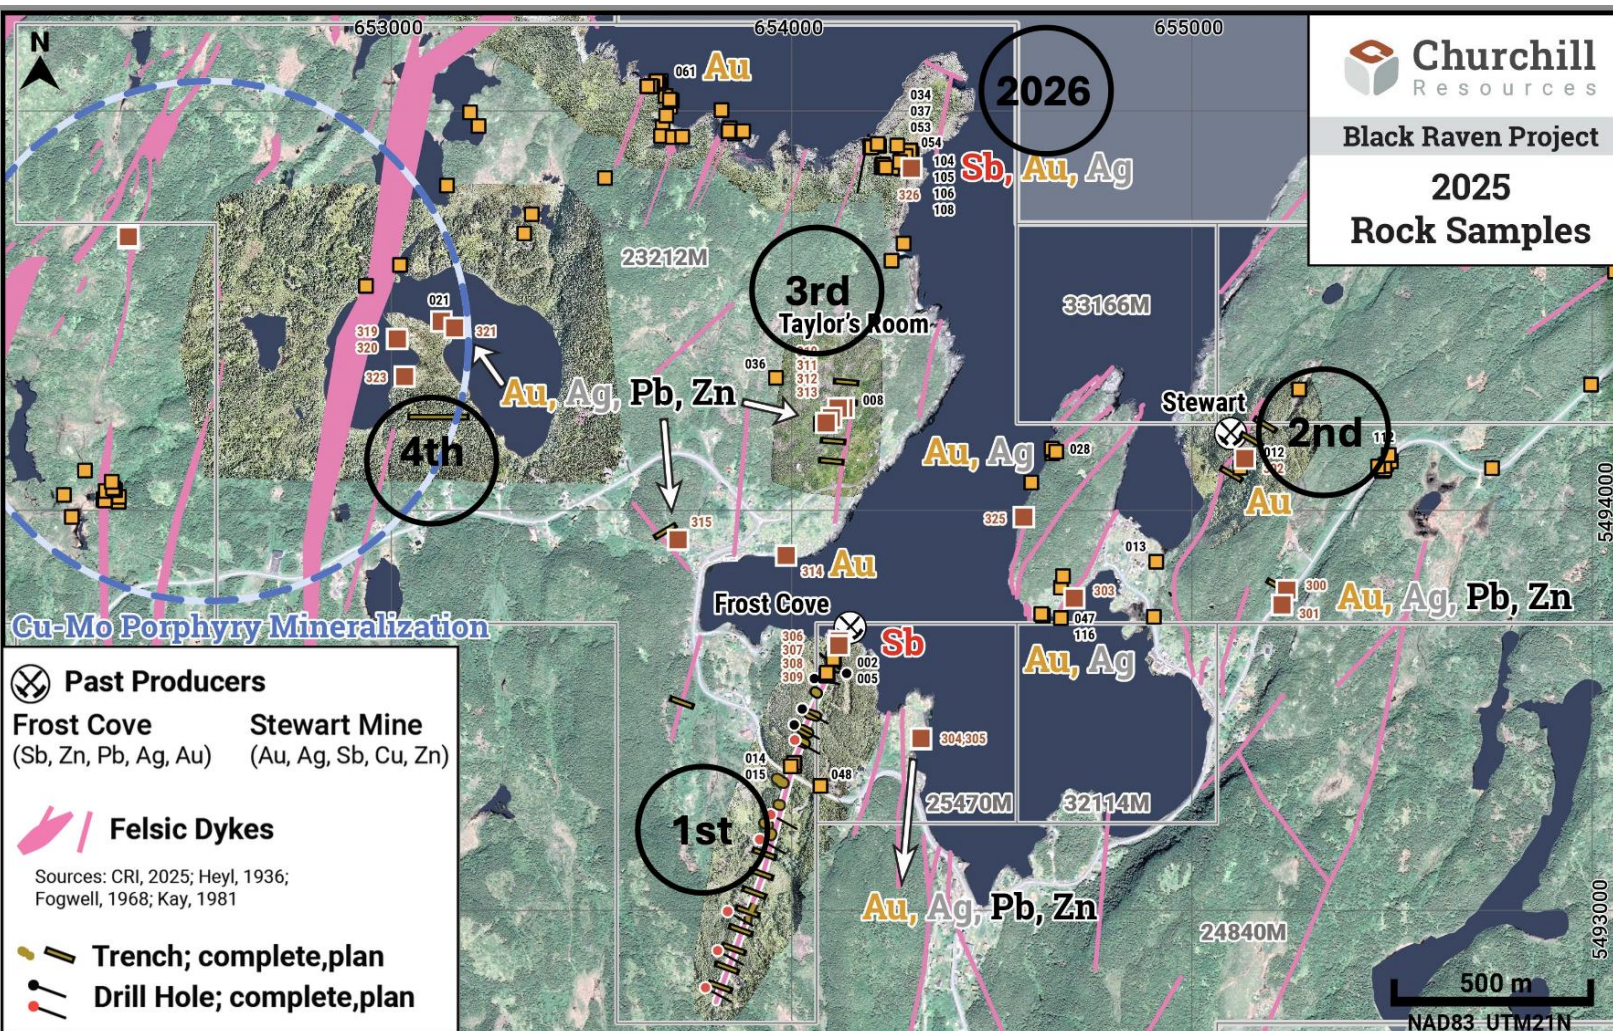 653000
654000
655000
N
Churchill
Resources
Black Raven Project
2025
Rock Samples
2026
061
Au
034
037
053
054
104
105
106
108
326
Sb, Au, Ag
23212M
3rd
Taylor's Room
33166M
021
319
320
321
323
036
311
312
313
008
Au, Ag, Pb, Zn
4th
Stewart
2nd
012
112
Au
Au, Ag
028
325
5494000
315
314
Au
013
303
047
116
Au, Ag
300
301
Au, Ag, Pb, Zn
Cu-Mo Porphyry Mineralization
Frost Cove
306
307
308
309
Sb
002
005
304,305
014
015
048
1st
25470M
32114M
Au, Ag, Pb, Zn
24840M
5493000
Past Producers
Frost Cove
(Sb, Zn, Pb, Ag, Au)
Stewart Mine
(Au, Ag, Sb, Cu, Zn)
Felsic Dykes
Sources: CRI, 2025; Heyl, 1936;
Fogwell, 1968; Kay, 1981
Trench; complete,plan
Drill Hole; complete,plan
500 m
NAD83 UTM21N